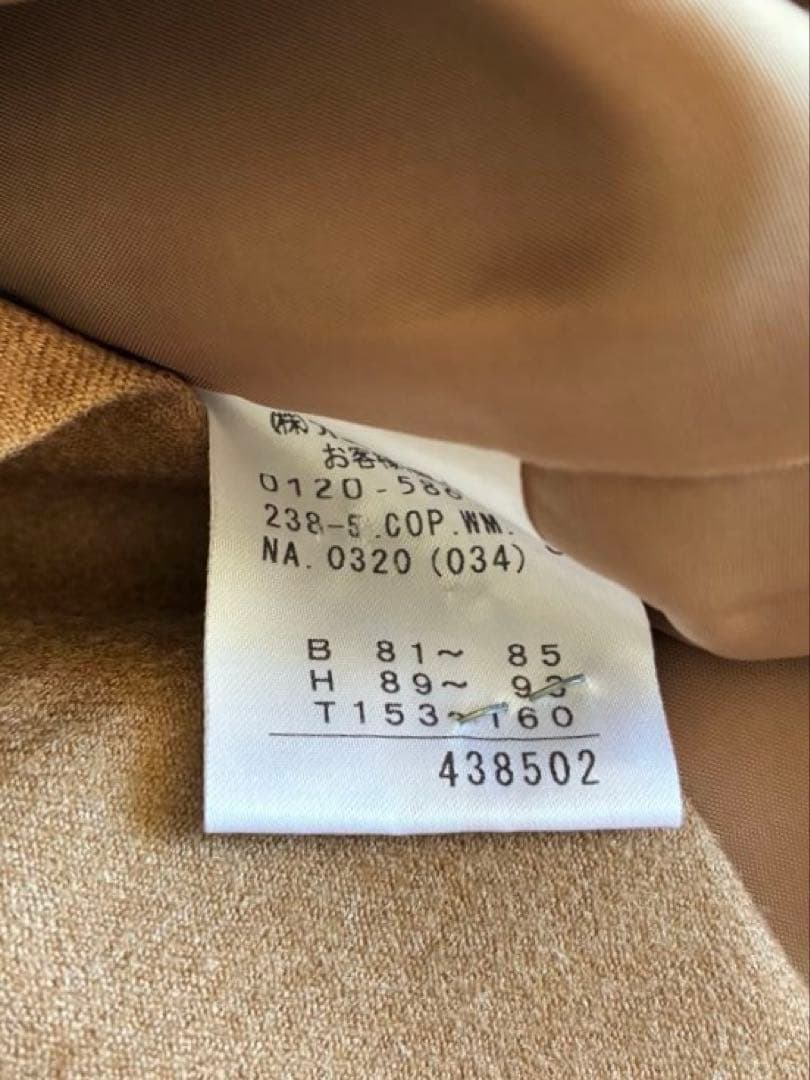 (株)
お客様
0120-588
238-5.COP.WM.
NA.0320(034)
B 81~ 85
H 89~ 93
T153~160
438502